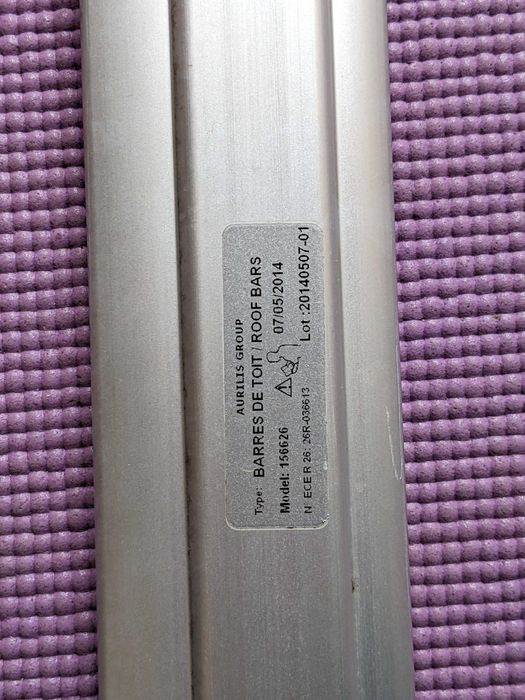 AURILIS GROUP
Type: BARRES DE TOIT / ROOF BARS
Model: 156626 07/05/2014
N° ECE R 26: 26R-036613 Lot :20140507-01